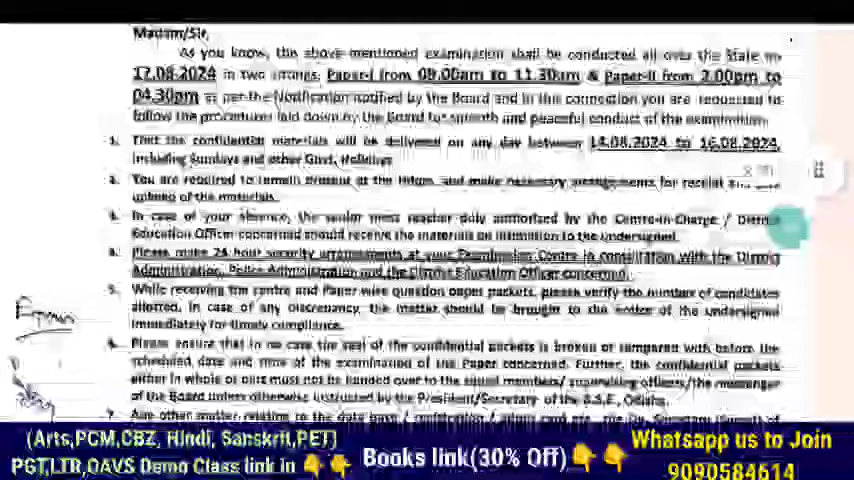 Madam/Sir,
As you know, the above mentioned examination shall be conducted all over the State on
17.08.2024 in two sittings, Paper-I from 09.00am to 11.30am & Paper-II from 2.00pm to
04.30pm as per the Notification notified by the Board and in this connection you are requested to
follow the procedures laid down by the Board for smooth and peaceful conduct of the examination.
1. That the confidential materials will be delivered on any day between 14.08.2024 to 16.08.2024,
including Sundays and other Govt. Holidays
2. You are required to remain present at the and make necessary arrangements for receipt and
upkeep of the materials.
3. In case of your absence, the senior most teacher duly authorised by the Centre-in-Charge / District
Education Officer concerned should receive the materials on intimation to the undersigned.
4. Please make 24 hour security arrangements at your Examination Centre in consultation with the District
Administration, Police Administration and the District Education Officer concerned.
5. While receiving the centre and Paper wise question paper packets, please verify the number of candidates
allotted. In case of any discrepancy, the matter should be brought to the notice of the undersigned
immediately for timely compliance.
6. Please ensure that in no case the seal of the confidential packets is broken or tampered with before the
scheduled date and time of the examination of the Paper concerned. Further, the confidential packets
either in whole or part must not be handed over to the squad members/ supervising officers /the messenger
of the Board unless otherwise instructed by the President/Secretary of the B.S.E, Odisha.
7. Any other matter relating to the
(Arts,PCM,CBZ, Hindi, Sanskrit,PET)
PGT,LTR,OAVS Demo Class link in 👇👇
Books link(30% Off)👇👇
Whatsapp us to Join
9090584614